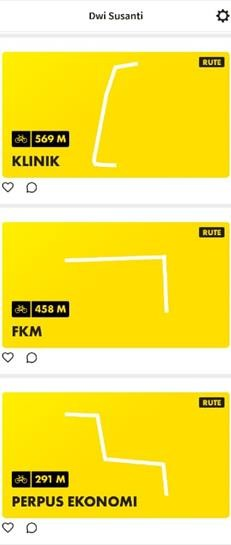 Dwi Susanti
RUTE
569 M
KLINIK
RUTE
458 M
FKM
RUTE
291 M
PERPUS EKONOMI